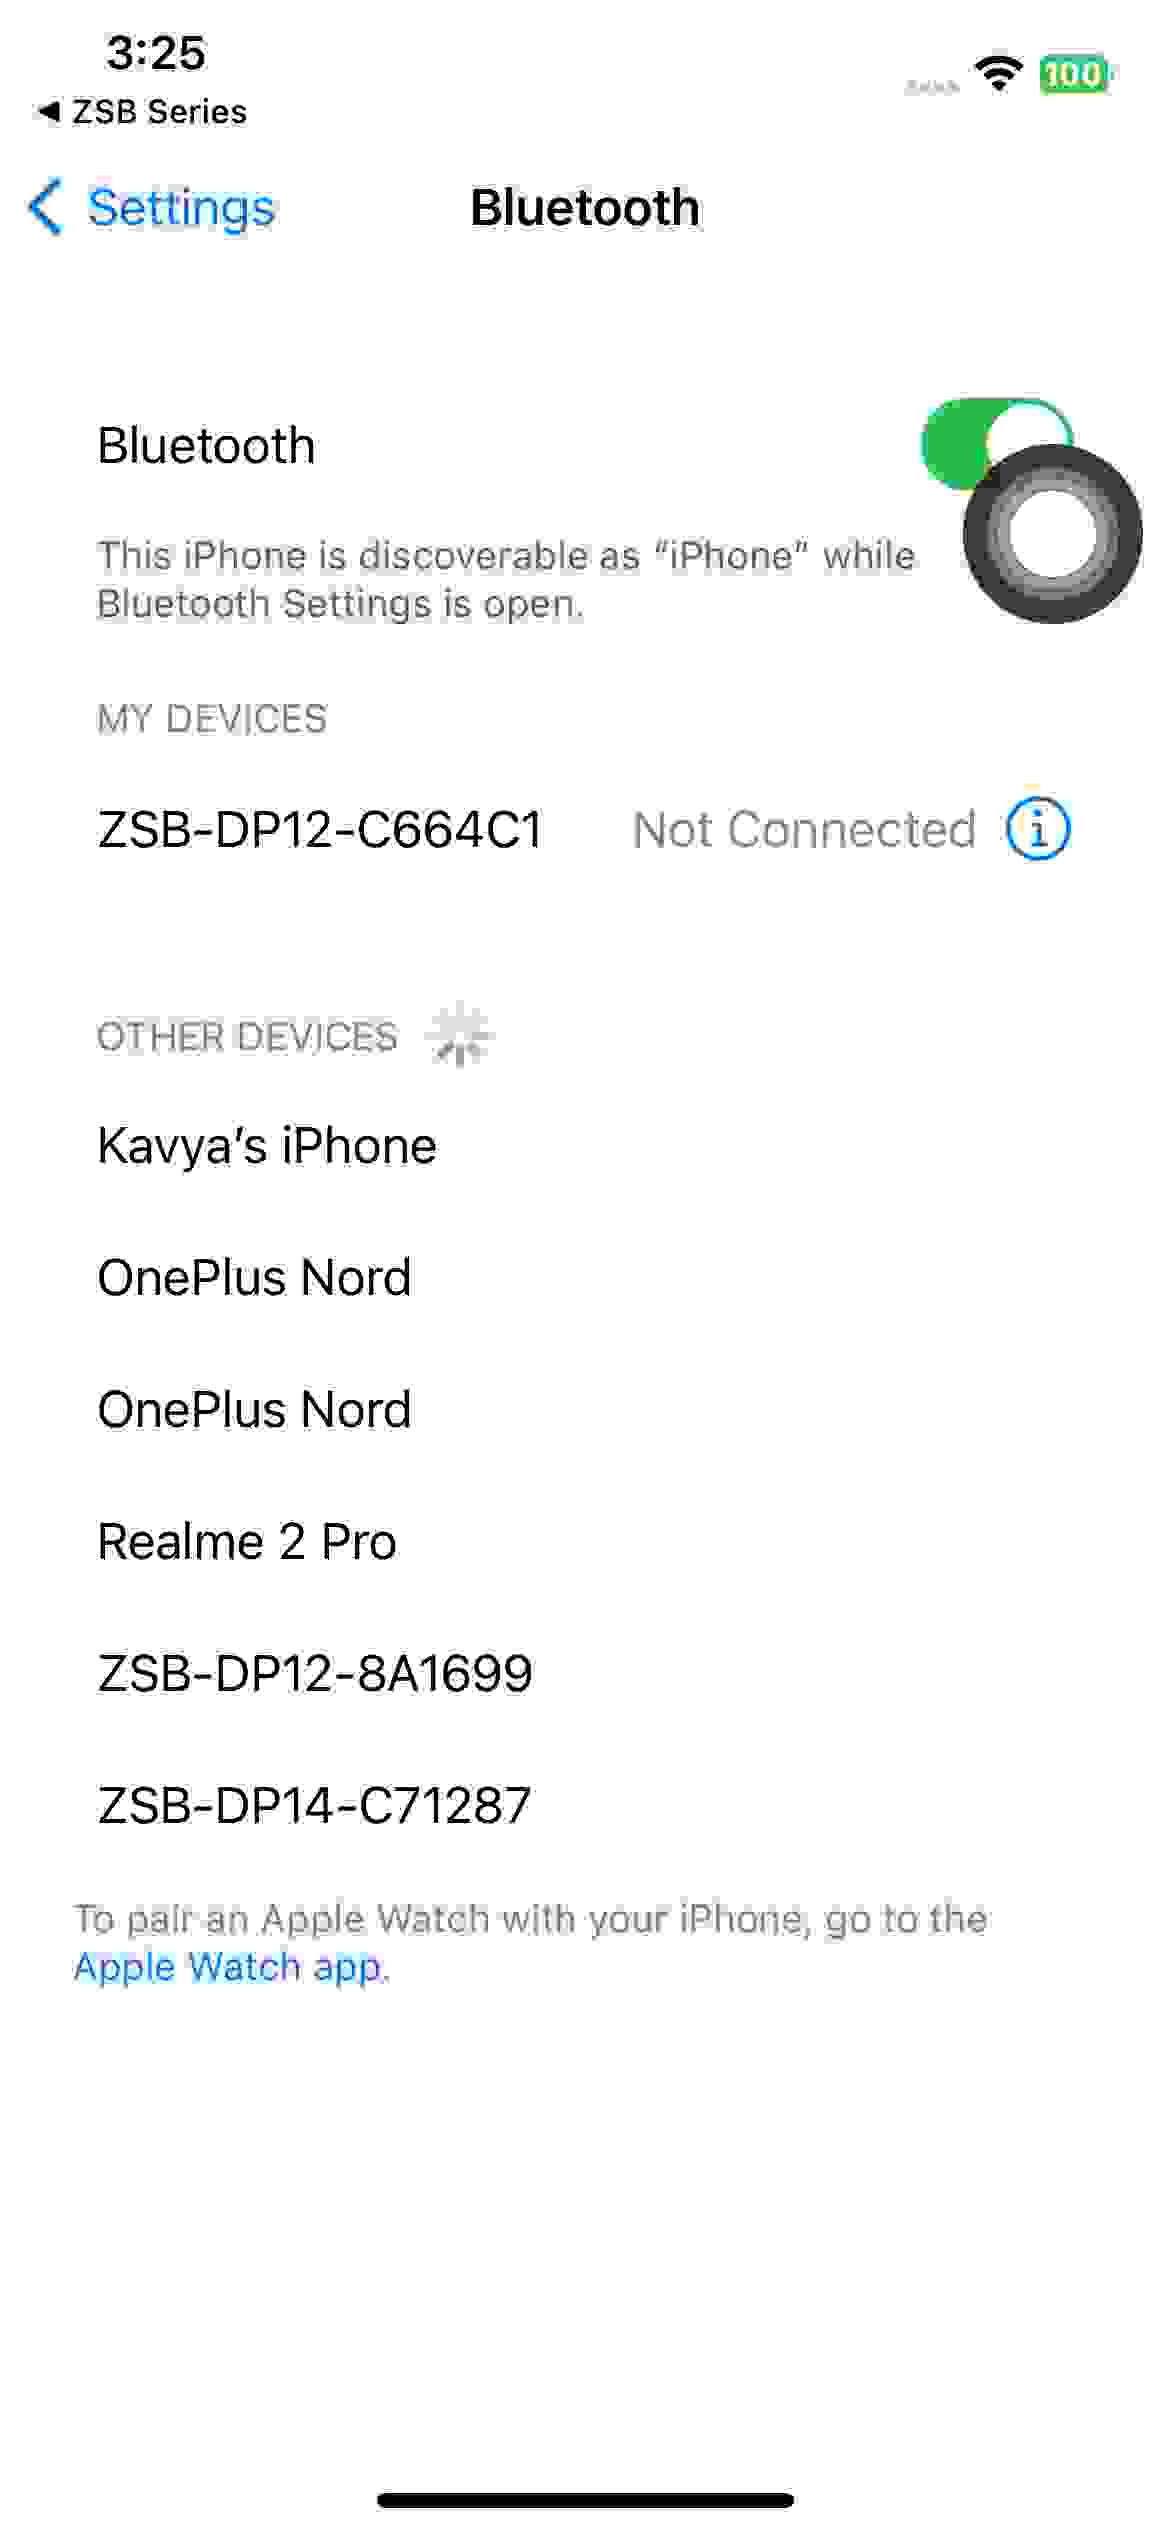 3:25
100
◀ ZSB Series
Settings
Bluetooth
Bluetooth
This iPhone is discoverable as “iPhone” while
Bluetooth Settings is open.
MY DEVICES
ZSB-DP12-C664C1 Not Connected i
OTHER DEVICES
Kavya’s iPhone
OnePlus Nord
OnePlus Nord
Realme 2 Pro
ZSB-DP12-8A1699
ZSB-DP14-C71287
To pair an Apple Watch with your iPhone, go to the
Apple Watch app.